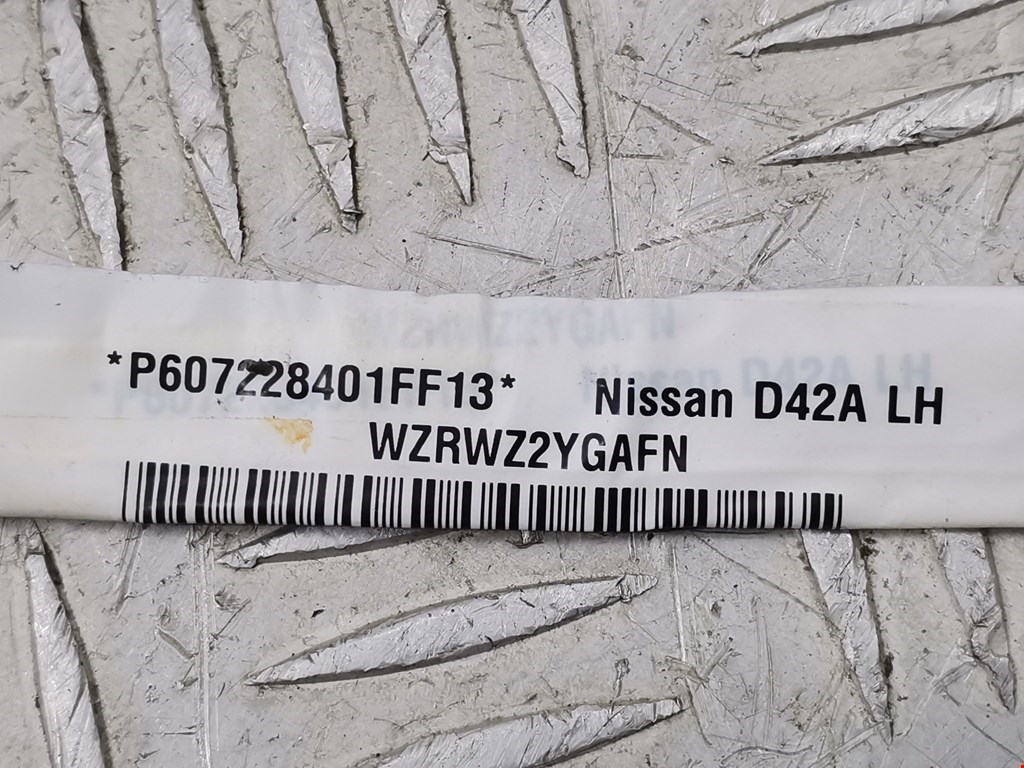 *P607228401FF13* Nissan D42A LH
WZRWZ2YGAFN